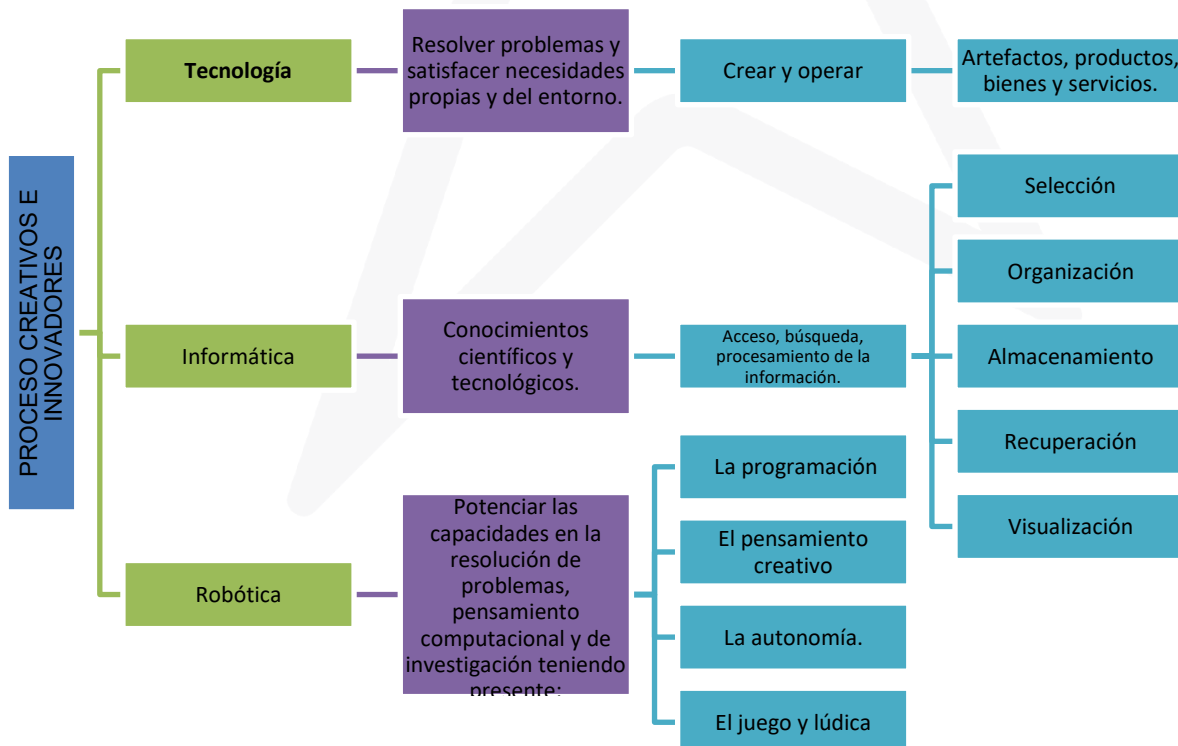 PROCESO CREATIVOS E
INNOVADORES
Tecnología
Resolver problemas y
satisfacer necesidades
propias y del entorno.
Crear y operar
Artefactos, productos,
bienes y servicios.
Informática
Conocimientos
científicos y
tecnológicos.
Acceso, búsqueda,
procesamiento de la
información.
Selección
Organización
Almacenamiento
Recuperación
Visualización
Robótica
Potenciar las
capacidades en la
resolución de
problemas,
pensamiento
computacional y de
investigación teniendo
presente:
La programación
El pensamiento
creativo
La autonomía.
El juego y lúdica